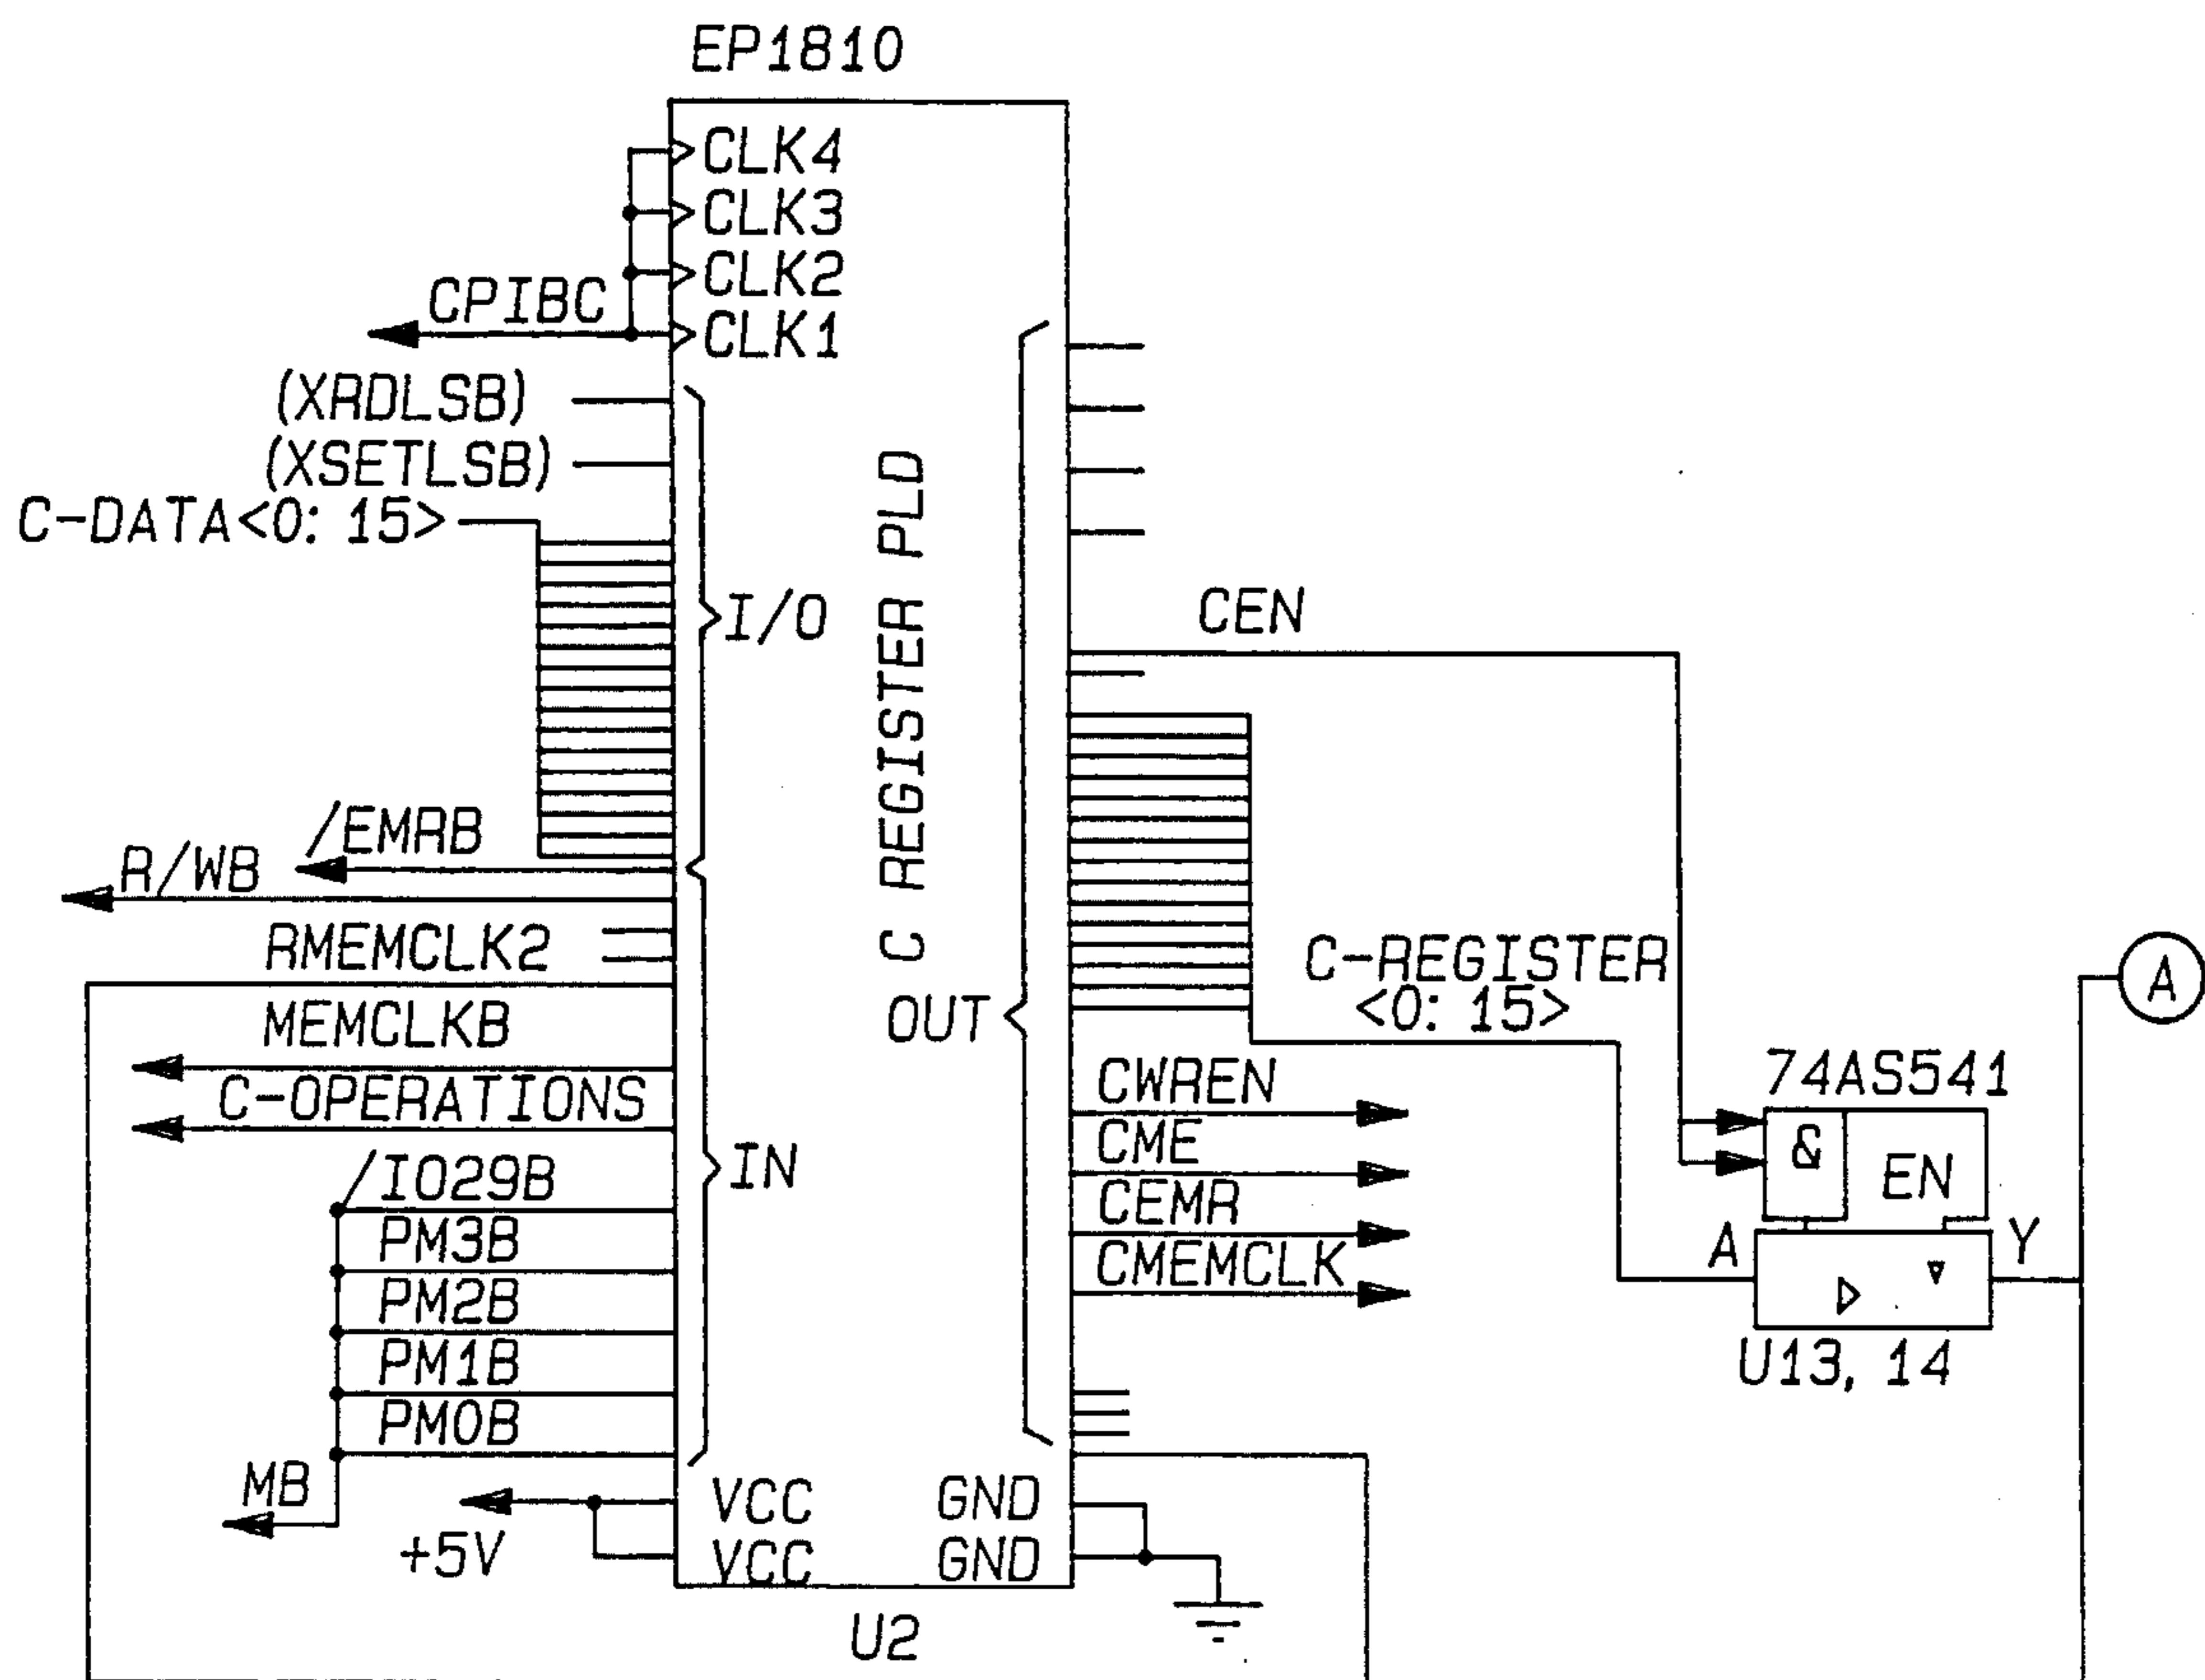 EP1810
CLK4
CLK3
CLK2
CPIBC
CLK1
(XRDLSB)
(XSETLSB)
C-DATA<0: 15>
I/O
C REGISTER PLD
CEN
/EMRB
R/WB
RMEMCLK2
MEMCLKB
C-OPERATIONS
/IO29B
PM3B
PM2B
PM1B
PM0B
MB
+5V
IN
OUT
C-REGISTER
<0: 15>
CWREN
CME
CEMR
CMEMCLK
VCC
GND
VCC
GND
U2
74AS541
&
EN
A
Y
U13, 14
A